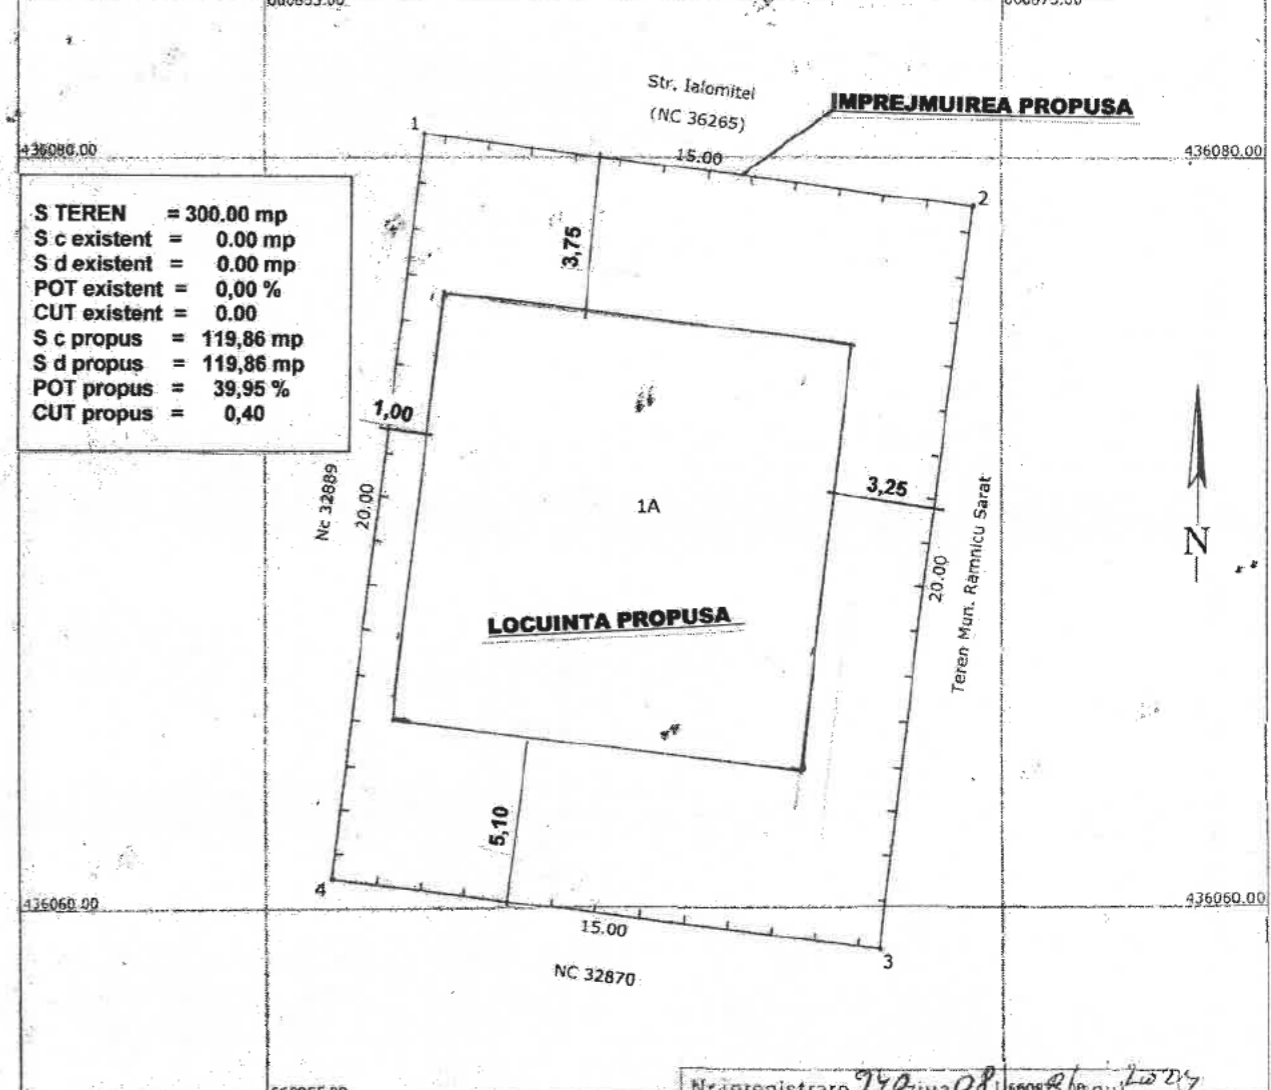 Str. Ialomitei
(NC 36265)
IMPREJMUIREA PROPUSA
1
15.00
2
436080.00
436080.00
S TEREN = 300.00 mp
S c existent = 0.00 mp
S d existent = 0.00 mp
POT existent = 0,00 %
CUT existent = 0.00
S c propus = 119,86 mp
S d propus = 119,86 mp
POT propus = 39,95 %
CUT propus = 0,40
3,75
1,00
Nc 32889
20.00
1A
3,25
20.00
Teren Mun. Ramnicu Sarat
N
LOCUINTA PROPUSA
5,10
4
436060.00
436060.00
15.00
3
NC 32870